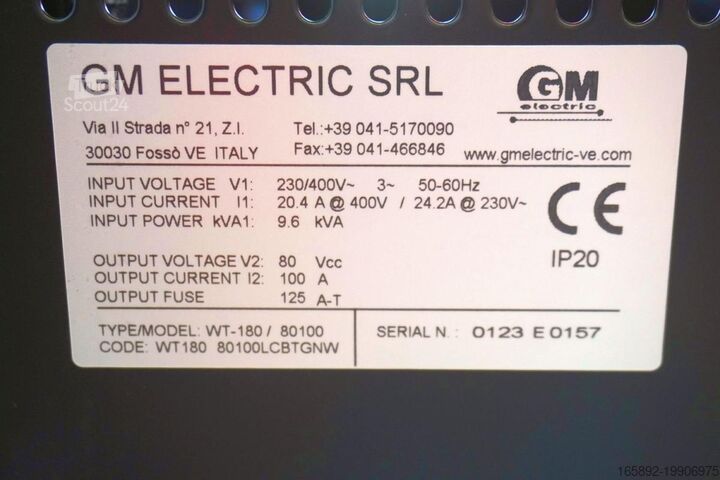 GM ELECTRIC SRL
GM
electric
Truck
Scout24
Via II Strada n° 21, Z.I. Tel.:+39 041-5170090
30030 Fossò VE ITALY Fax:+39 041-466846 www.gmelectric-ve.com
INPUT VOLTAGE V1: 230/400V~ 3~ 50-60Hz
INPUT CURRENT I1: 20.4 A @ 400V / 24.2A @ 230V~
INPUT POWER kVA1: 9.6 kVA
CE
IP20
OUTPUT VOLTAGE V2: 80 Vcc
OUTPUT CURRENT I2: 100 A
OUTPUT FUSE 125 A-T
TYPE/MODEL: WT-180 / 80100
CODE: WT180 80100LCBTGNW
SERIAL N. : 0123 E 0157
165892-19906975